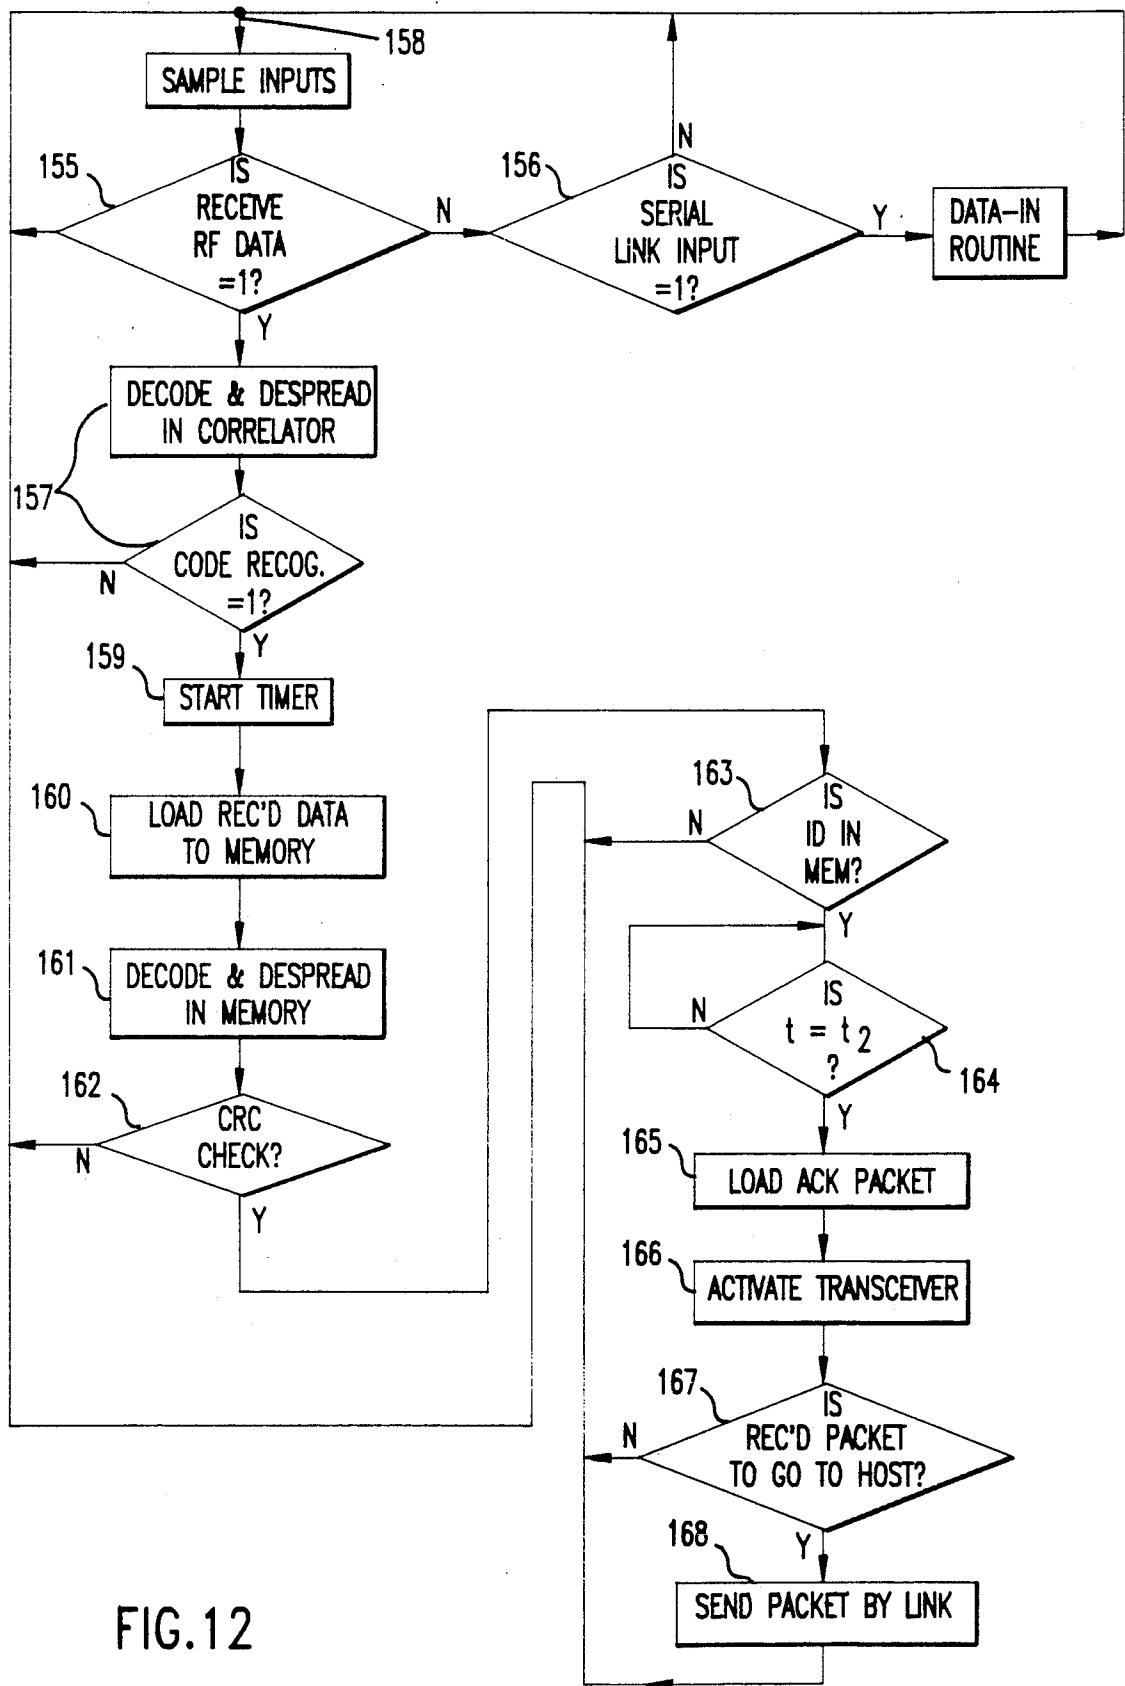 158
SAMPLE INPUTS
155
IS
RECEIVE
RF DATA
=1?
N
Y
156
IS
SERIAL
LINK INPUT
=1?
N
Y
DATA-IN
ROUTINE
DECODE & DESPREAD
IN CORRELATOR
157
IS
CODE RECOG.
=1?
N
Y
159
START TIMER
160
LOAD REC'D DATA
TO MEMORY
161
DECODE & DESPREAD
IN MEMORY
162
CRC
CHECK?
N
Y
163
IS
ID IN
MEM?
N
Y
IS
t = t2
?
N
164
Y
165
LOAD ACK PACKET
166
ACTIVATE TRANSCEIVER
167
IS
REC'D PACKET
TO GO TO HOST?
N
Y
168
SEND PACKET BY LINK
FIG.12